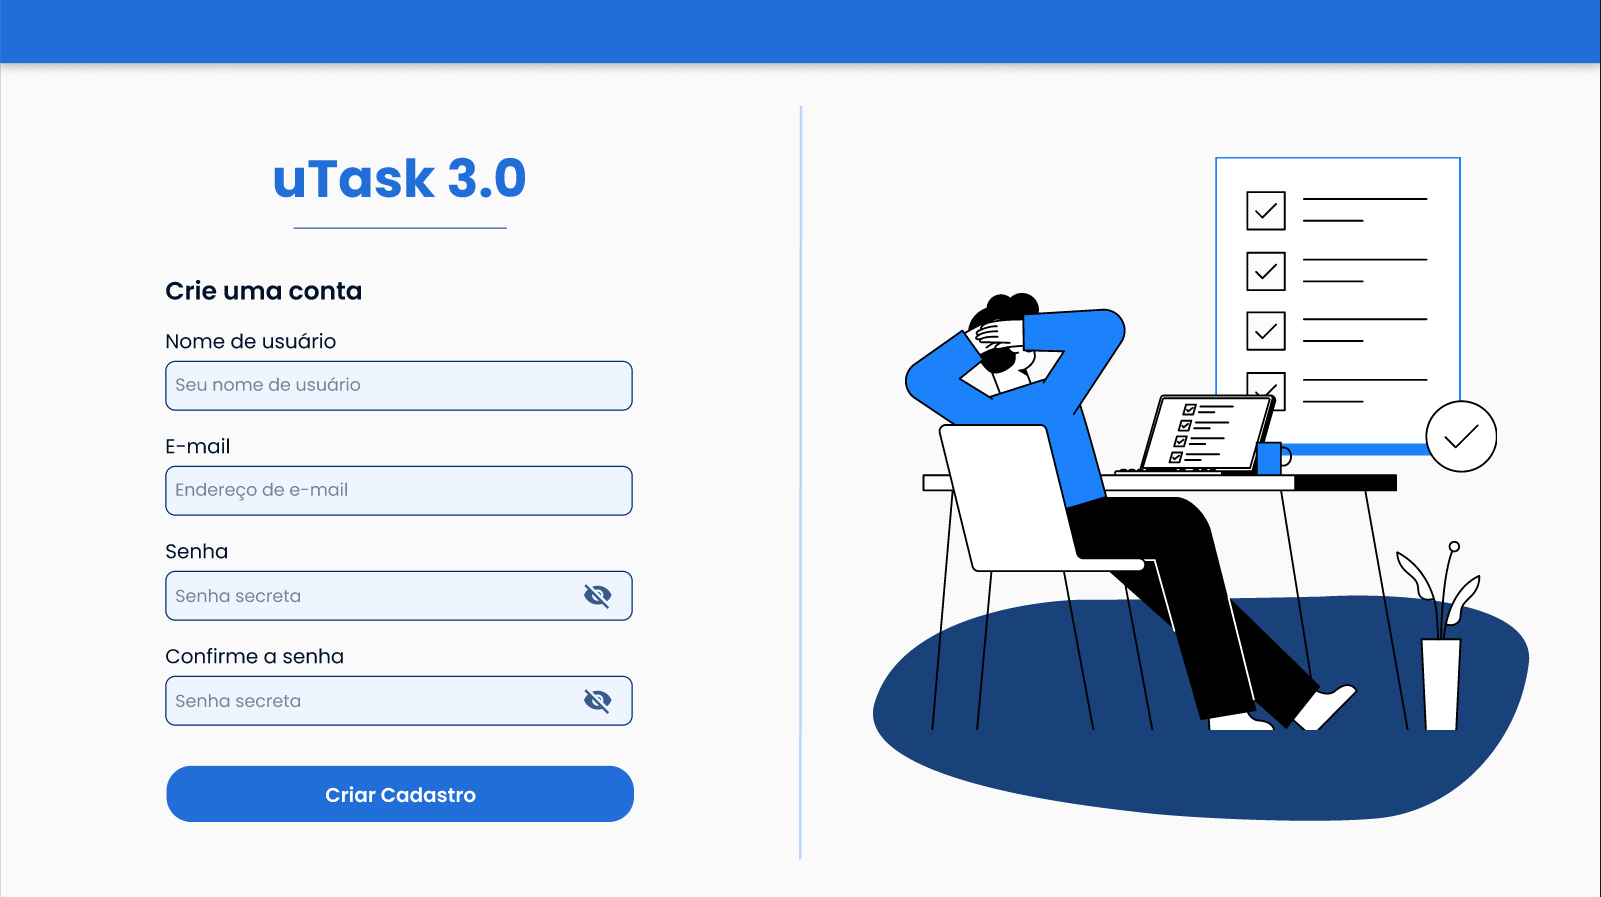 uTask 3.0
Crie uma conta
Nome de usuário
Seu nome de usuário
E-mail
Endereço de e-mail
Senha
Senha secreta
Confirme a senha
Senha secreta
Criar Cadastro